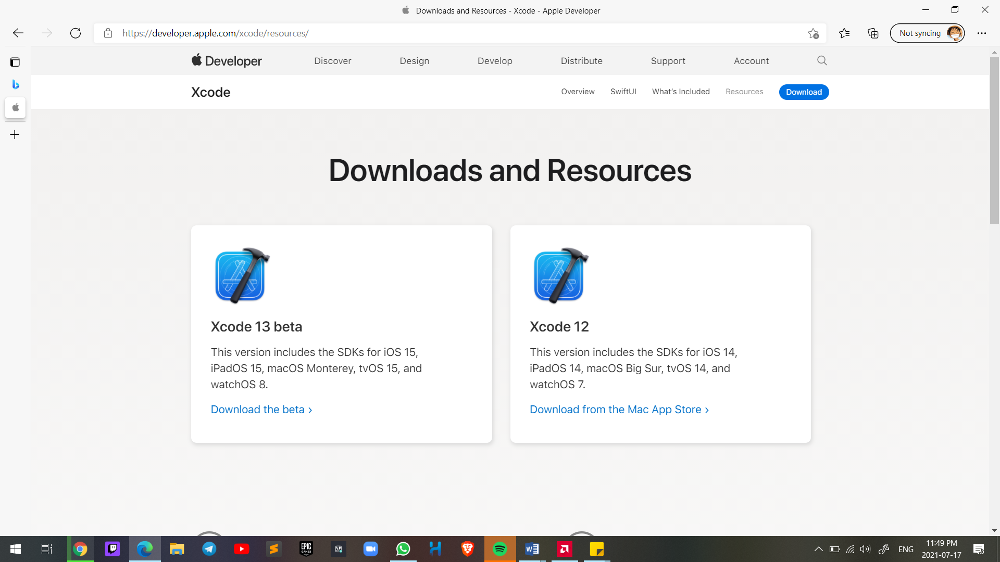 Downloads and Resources - Xcode - Apple Developer
https://developer.apple.com/xcode/resources/
Not syncing
Developer
Discover
Design
Develop
Distribute
Support
Account
Xcode
Overview
SwiftUI
What's Included
Resources
Download
Downloads and Resources
Xcode 13 beta
This version includes the SDKs for iOS 15,
iPadOS 15, macOS Monterey, tvOS 15, and
watchOS 8.
Download the beta ›
Xcode 12
This version includes the SDKs for iOS 14,
iPadOS 14, macOS Big Sur, tvOS 14, and
watchOS 7.
Download from the Mac App Store ›
EPIC
GAMES
ENG
11:49 PM
2021-07-17